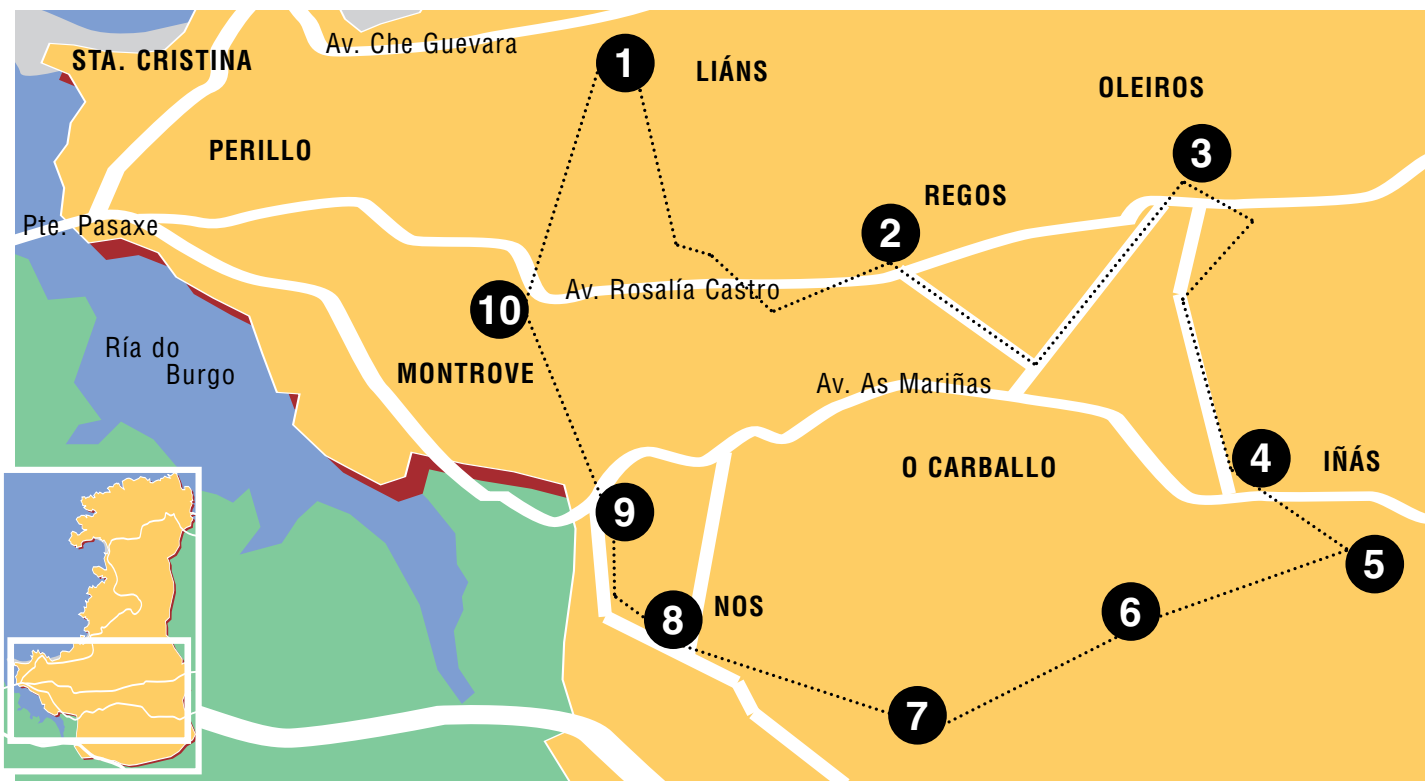 Av. Che Guevara
STA. CRISTINA
1
LIÁNS
OLEIROS
PERILLO
3
REGOS
Pte. Pasaxe
2
Av. Rosalía Castro
10
Ría do
Burgo
MONTROVE
Av. As Mariñas
O CARBALLO
4
IÑÁS
9
5
NOS
6
8
7